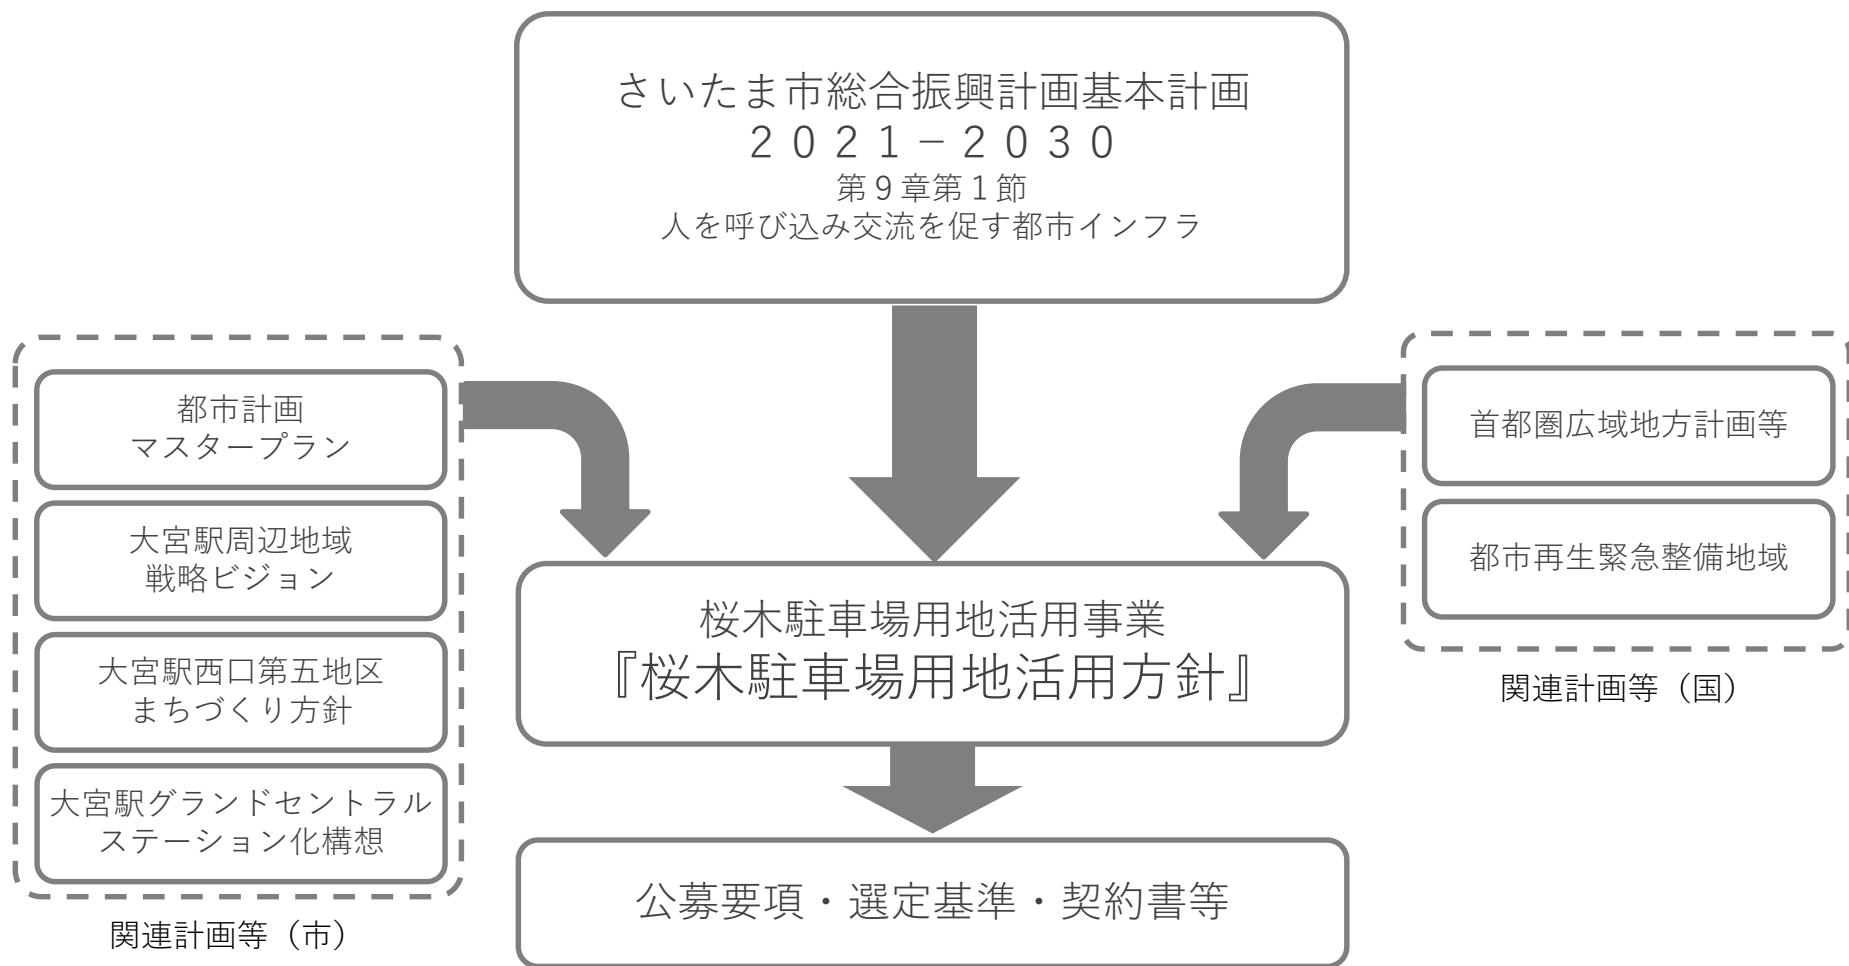 さいたま市総合振興計画基本計画
２０２１－２０３０
第９章第１節
人を呼び込み交流を促す都市インフラ
都市計画
マスタープラン
大宮駅周辺地域
戦略ビジョン
大宮駅西口第五地区
まちづくり方針
大宮駅グランドセントラル
ステーション化構想
関連計画等（市）
首都圏広域地方計画等
都市再生緊急整備地域
関連計画等（国）
桜木駐車場用地活用事業
『桜木駐車場用地活用方針』
公募要項・選定基準・契約書等